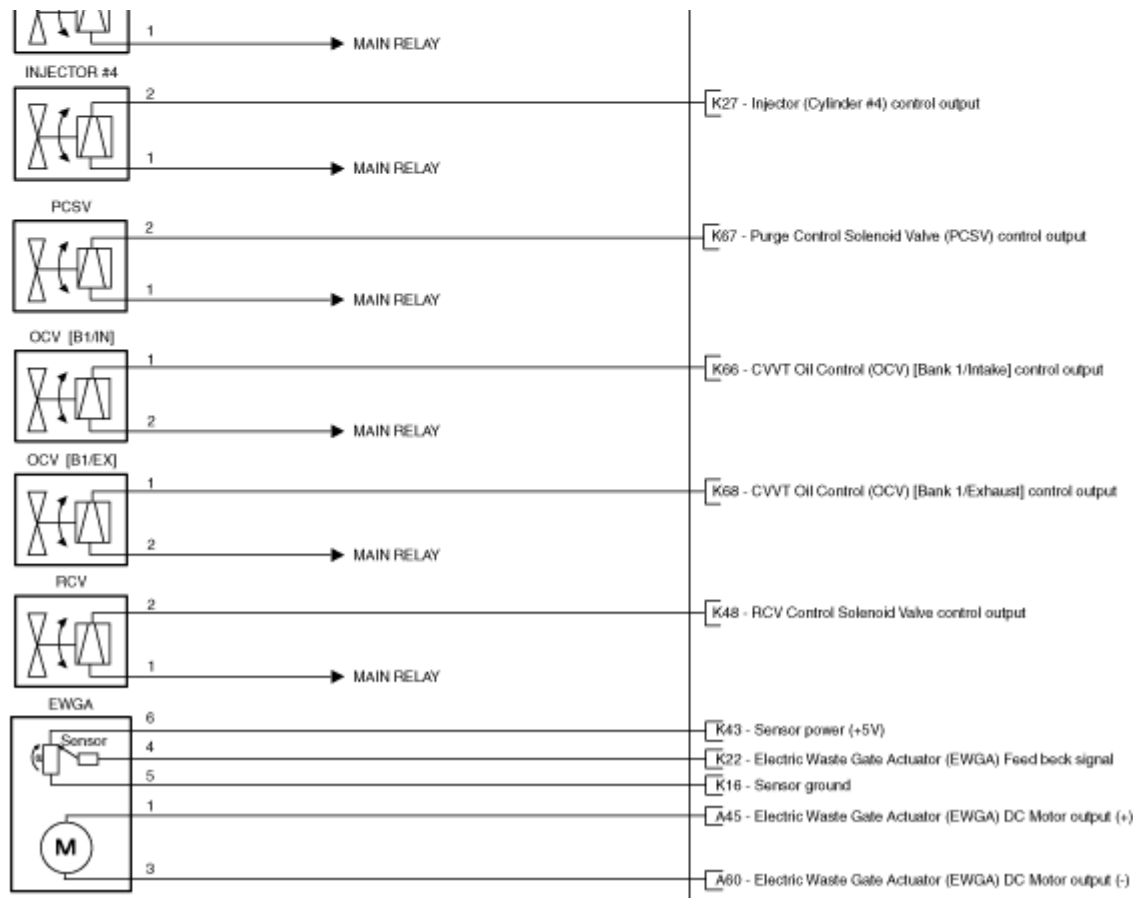 1
MAIN RELAY
INJECTOR #4
2
K27 - Injector (Cylinder #4) control output
1
MAIN RELAY
PCSV
2
K67 - Purge Control Solenoid Valve (PCSV) control output
1
MAIN RELAY
OCV [B1/IN]
1
K66 - CVVT Oil Control (OCV) [Bank 1/Intake] control output
2
MAIN RELAY
OCV [B1/EX]
1
K68 - CVVT Oil Control (OCV) [Bank 1/Exhaust] control output
2
MAIN RELAY
RCV
2
K48 - RCV Control Solenoid Valve control output
1
MAIN RELAY
EWGA
6
K43 - Sensor power (+5V)
Sensor
4
K22 - Electric Waste Gate Actuator (EWGA) Feed beck signal
5
K16 - Sensor ground
1
A45 - Electric Waste Gate Actuator (EWGA) DC Motor output (+)
M
3
A60 - Electric Waste Gate Actuator (EWGA) DC Motor output (-)